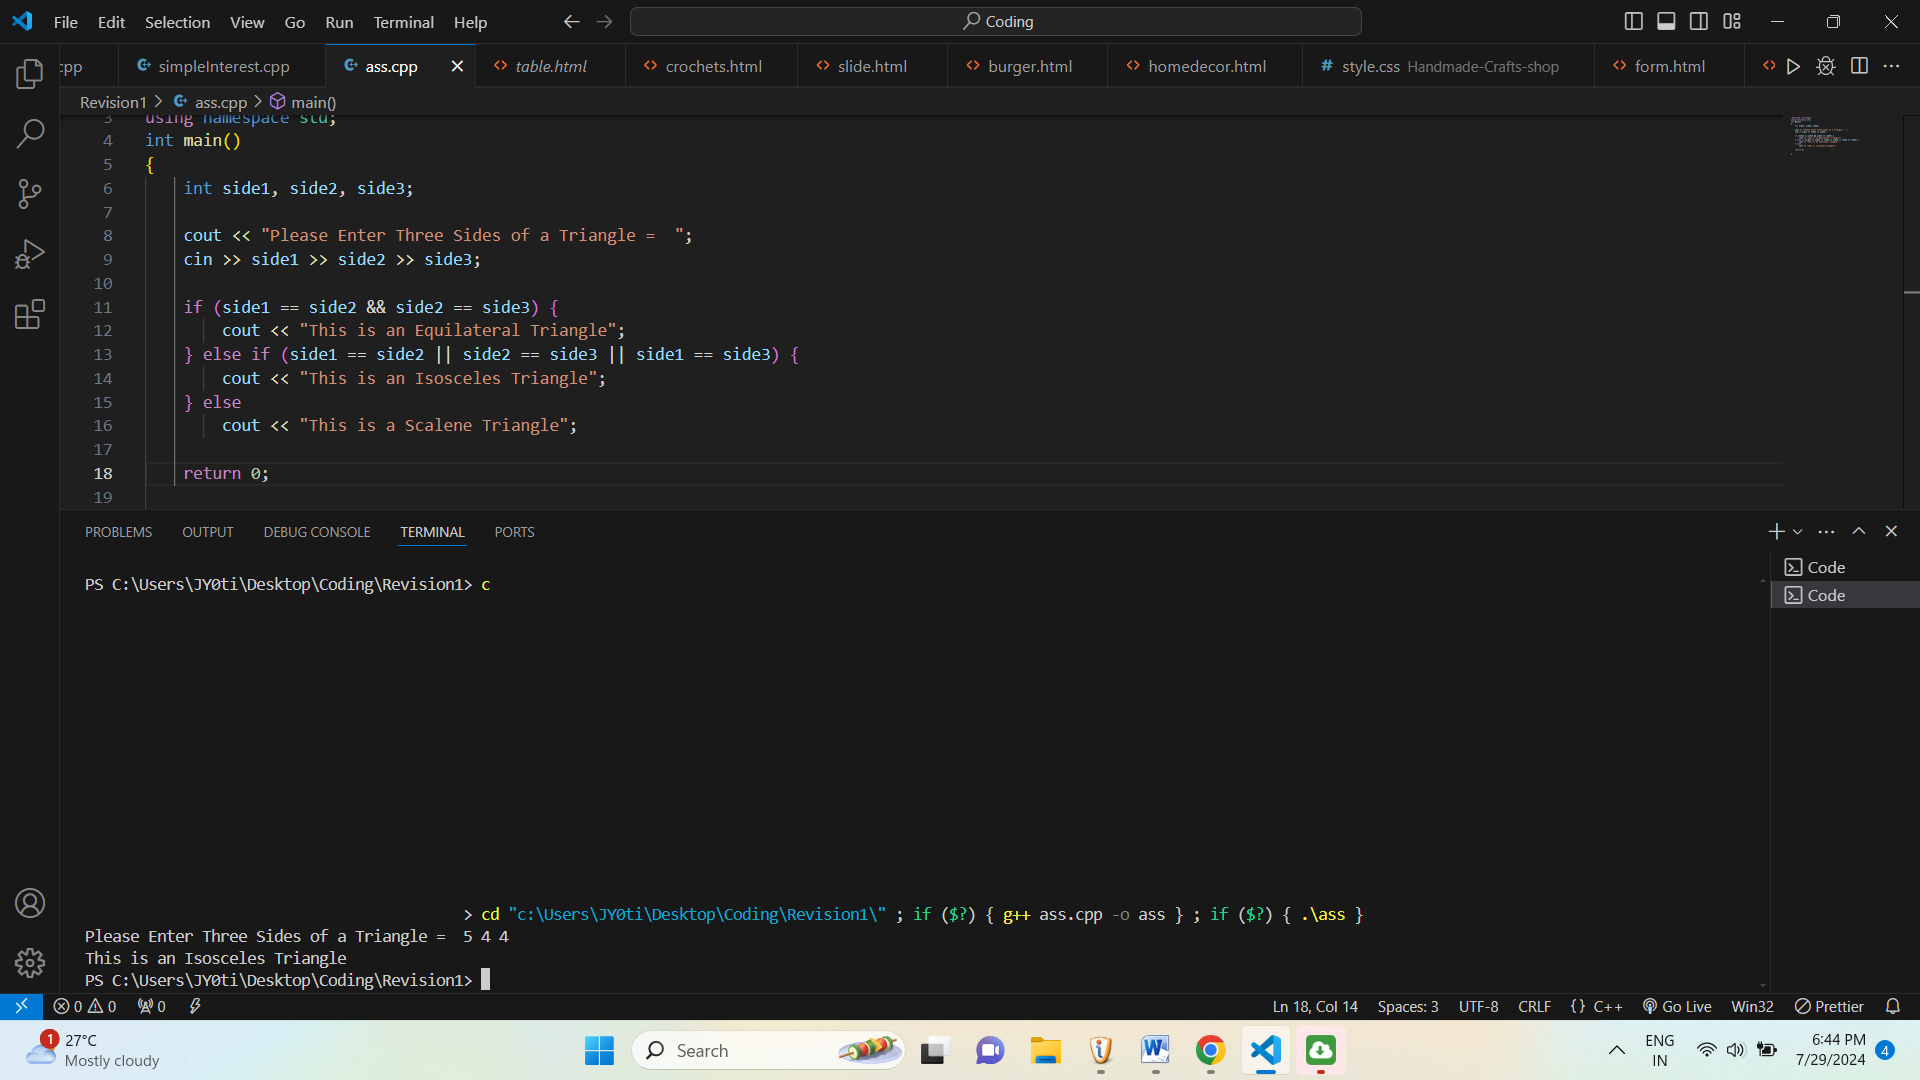 File Edit Selection View Go Run Terminal Help
Coding
cpp simpleInterest.cpp ass.cpp table.html crochets.html slide.html burger.html homedecor.html style.css Handmade-Crafts-shop form.html
Revision1 > ass.cpp > main()
3 using namespace std;
4 int main()
5 {
6 int side1, side2, side3;
7
8 cout << "Please Enter Three Sides of a Triangle =  ";
9 cin >> side1 >> side2 >> side3;
10
11 if (side1 == side2 && side2 == side3) {
12 cout << "This is an Equilateral Triangle";
13 } else if (side1 == side2 || side2 == side3 || side1 == side3) {
14 cout << "This is an Isosceles Triangle";
15 } else
16 cout << "This is a Scalene Triangle";
17
18 return 0;
19
PROBLEMS OUTPUT DEBUG CONSOLE TERMINAL PORTS
Code
Code
PS C:\Users\JY0ti\Desktop\Coding\Revision1> c
> cd "c:\Users\JY0ti\Desktop\Coding\Revision1\" ; if ($?) { g++ ass.cpp -o ass } ; if ($?) { .\ass }
Please Enter Three Sides of a Triangle =  5 4 4
This is an Isosceles Triangle
PS C:\Users\JY0ti\Desktop\Coding\Revision1>
0 0 0 Ln 18, Col 14 Spaces: 3 UTF-8 CRLF {} C++ Go Live Win32 Prettier
1 27°C
Mostly cloudy
Search
ENG
IN
6:44 PM
7/29/2024
4